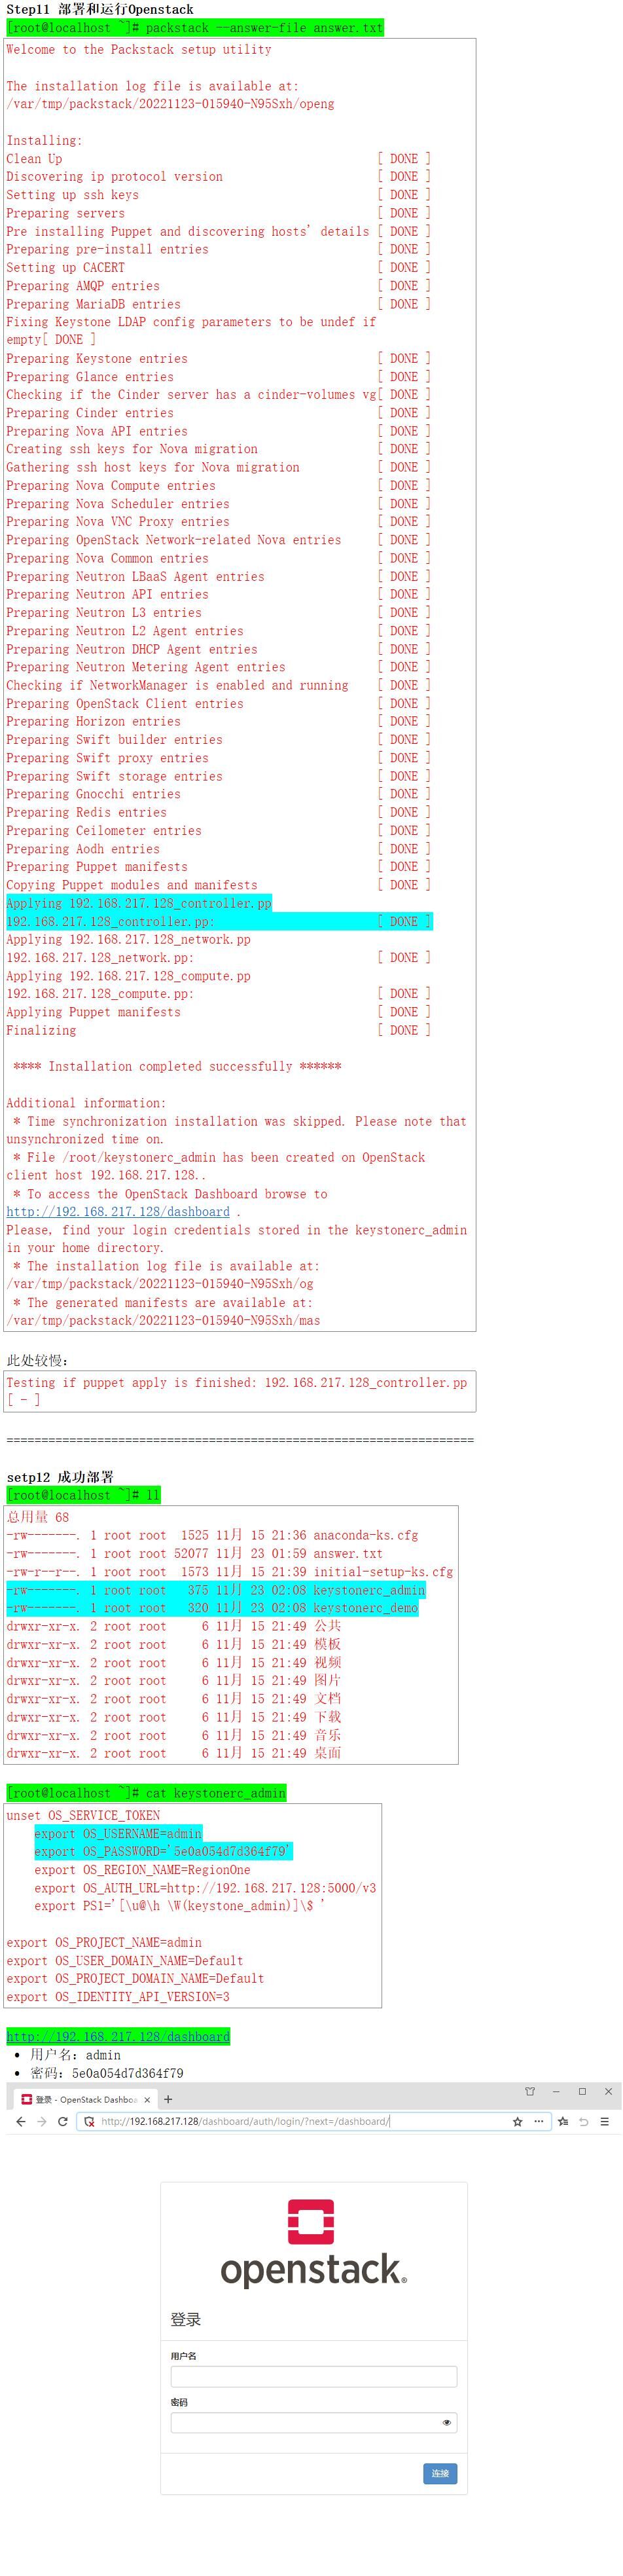 Step11 部署和运行Openstack
[root@localhost ~]# packstack --answer-file answer.txt
Welcome to the Packstack setup utility
The installation log file is available at:
/var/tmp/packstack/20221123-015940-N95Sxh/openg
Installing:
Clean Up [ DONE ]
Discovering ip protocol version [ DONE ]
Setting up ssh keys [ DONE ]
Preparing servers [ DONE ]
Pre installing Puppet and discovering hosts' details [ DONE ]
Preparing pre-install entries [ DONE ]
Setting up CACERT [ DONE ]
Preparing AMQP entries [ DONE ]
Preparing MariaDB entries [ DONE ]
Fixing Keystone LDAP config parameters to be undef if
empty[ DONE ]
Preparing Keystone entries [ DONE ]
Preparing Glance entries [ DONE ]
Checking if the Cinder server has a cinder-volumes vg[ DONE ]
Preparing Cinder entries [ DONE ]
Preparing Nova API entries [ DONE ]
Creating ssh keys for Nova migration [ DONE ]
Gathering ssh host keys for Nova migration [ DONE ]
Preparing Nova Compute entries [ DONE ]
Preparing Nova Scheduler entries [ DONE ]
Preparing Nova VNC Proxy entries [ DONE ]
Preparing OpenStack Network-related Nova entries [ DONE ]
Preparing Nova Common entries [ DONE ]
Preparing Neutron LBaaS Agent entries [ DONE ]
Preparing Neutron API entries [ DONE ]
Preparing Neutron L3 entries [ DONE ]
Preparing Neutron L2 Agent entries [ DONE ]
Preparing Neutron DHCP Agent entries [ DONE ]
Preparing Neutron Metering Agent entries [ DONE ]
Checking if NetworkManager is enabled and running [ DONE ]
Preparing OpenStack Client entries [ DONE ]
Preparing Horizon entries [ DONE ]
Preparing Swift builder entries [ DONE ]
Preparing Swift proxy entries [ DONE ]
Preparing Swift storage entries [ DONE ]
Preparing Gnocchi entries [ DONE ]
Preparing Redis entries [ DONE ]
Preparing Ceilometer entries [ DONE ]
Preparing Aodh entries [ DONE ]
Preparing Puppet manifests [ DONE ]
Copying Puppet modules and manifests [ DONE ]
Applying 192.168.217.128_controller.pp
192.168.217.128_controller.pp: [ DONE ]
Applying 192.168.217.128_network.pp
192.168.217.128_network.pp: [ DONE ]
Applying 192.168.217.128_compute.pp
192.168.217.128_compute.pp: [ DONE ]
Applying Puppet manifests [ DONE ]
Finalizing [ DONE ]
**** Installation completed successfully ******
Additional information:
* Time synchronization installation was skipped. Please note that
unsynchronized time on.
* File /root/keystonerc_admin has been created on OpenStack
client host 192.168.217.128..
* To access the OpenStack Dashboard browse to
http://192.168.217.128/dashboard .
Please, find your login credentials stored in the keystonerc_admin
in your home directory.
* The installation log file is available at:
/var/tmp/packstack/20221123-015940-N95Sxh/og
* The generated manifests are available at:
/var/tmp/packstack/20221123-015940-N95Sxh/mas
此处较慢：
Testing if puppet apply is finished: 192.168.217.128_controller.pp
[ - ]
===================================================================
setp12 成功部署
[root@localhost ~]# ll
总用量 68
-rw-------. 1 root root 1525 11月 15 21:36 anaconda-ks.cfg
-rw-------. 1 root root 52077 11月 23 01:59 answer.txt
-rw-r--r--. 1 root root 1573 11月 15 21:39 initial-setup-ks.cfg
-rw-------. 1 root root 375 11月 23 02:08 keystonerc_admin
-rw-------. 1 root root 320 11月 23 02:08 keystonerc_demo
drwxr-xr-x. 2 root root 6 11月 15 21:49 公共
drwxr-xr-x. 2 root root 6 11月 15 21:49 模板
drwxr-xr-x. 2 root root 6 11月 15 21:49 视频
drwxr-xr-x. 2 root root 6 11月 15 21:49 图片
drwxr-xr-x. 2 root root 6 11月 15 21:49 文档
drwxr-xr-x. 2 root root 6 11月 15 21:49 下载
drwxr-xr-x. 2 root root 6 11月 15 21:49 音乐
drwxr-xr-x. 2 root root 6 11月 15 21:49 桌面
[root@localhost ~]# cat keystonerc_admin
unset OS_SERVICE_TOKEN
export OS_USERNAME=admin
export OS_PASSWORD='5e0a054d7d364f79'
export OS_REGION_NAME=RegionOne
export OS_AUTH_URL=http://192.168.217.128:5000/v3
export PS1='[\u@\h \W(keystone_admin)]\$ '
export OS_PROJECT_NAME=admin
export OS_USER_DOMAIN_NAME=Default
export OS_PROJECT_DOMAIN_NAME=Default
export OS_IDENTITY_API_VERSION=3
http://192.168.217.128/dashboard
• 用户名：admin
• 密码：5e0a054d7d364f79
登录 - OpenStack Dashboa
http://192.168.217.128/dashboard/auth/login/?next=/dashboard/
openstack®
登录
用户名
密码
连接